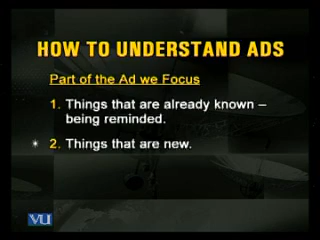 HOW TO UNDERSTAND ADS
Part of the Ad we Focus
1. Things that are already known –
being reminded.
* 2. Things that are new.
VU